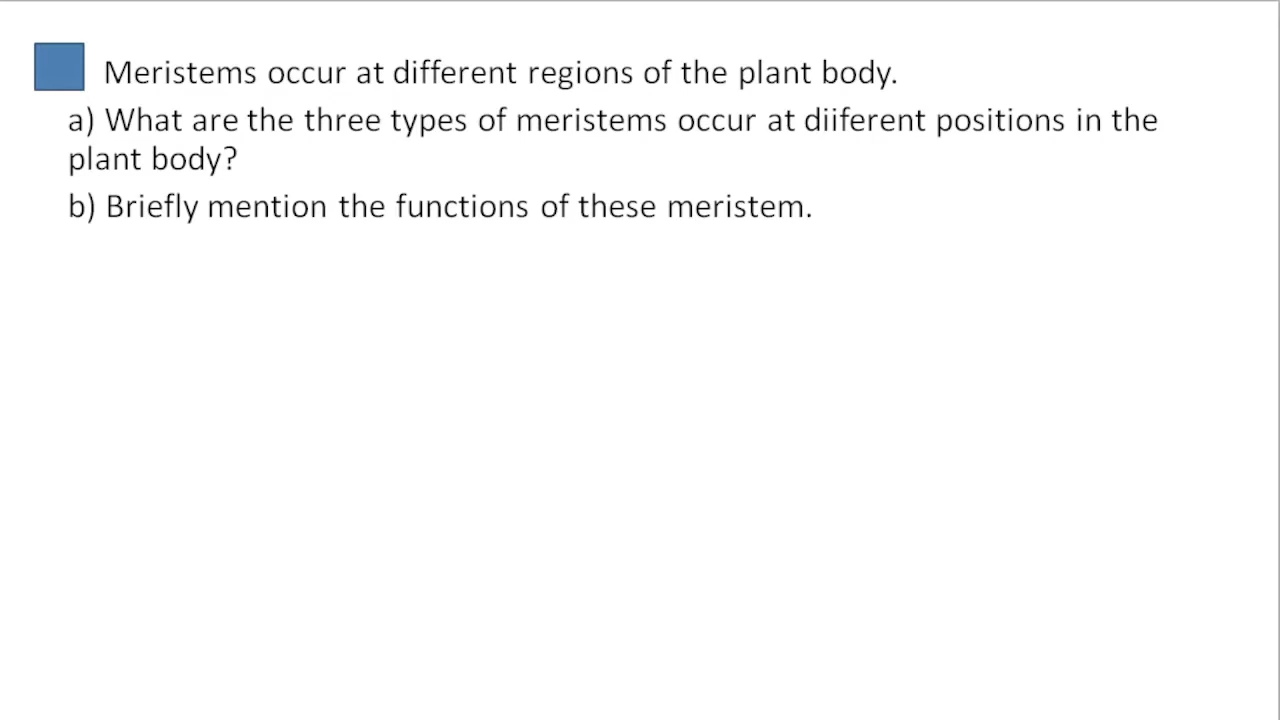 Meristems occur at different regions of the plant body.
a) What are the three types of meristems occur at diiferent positions in the
plant body?
b) Briefly mention the functions of these meristem.